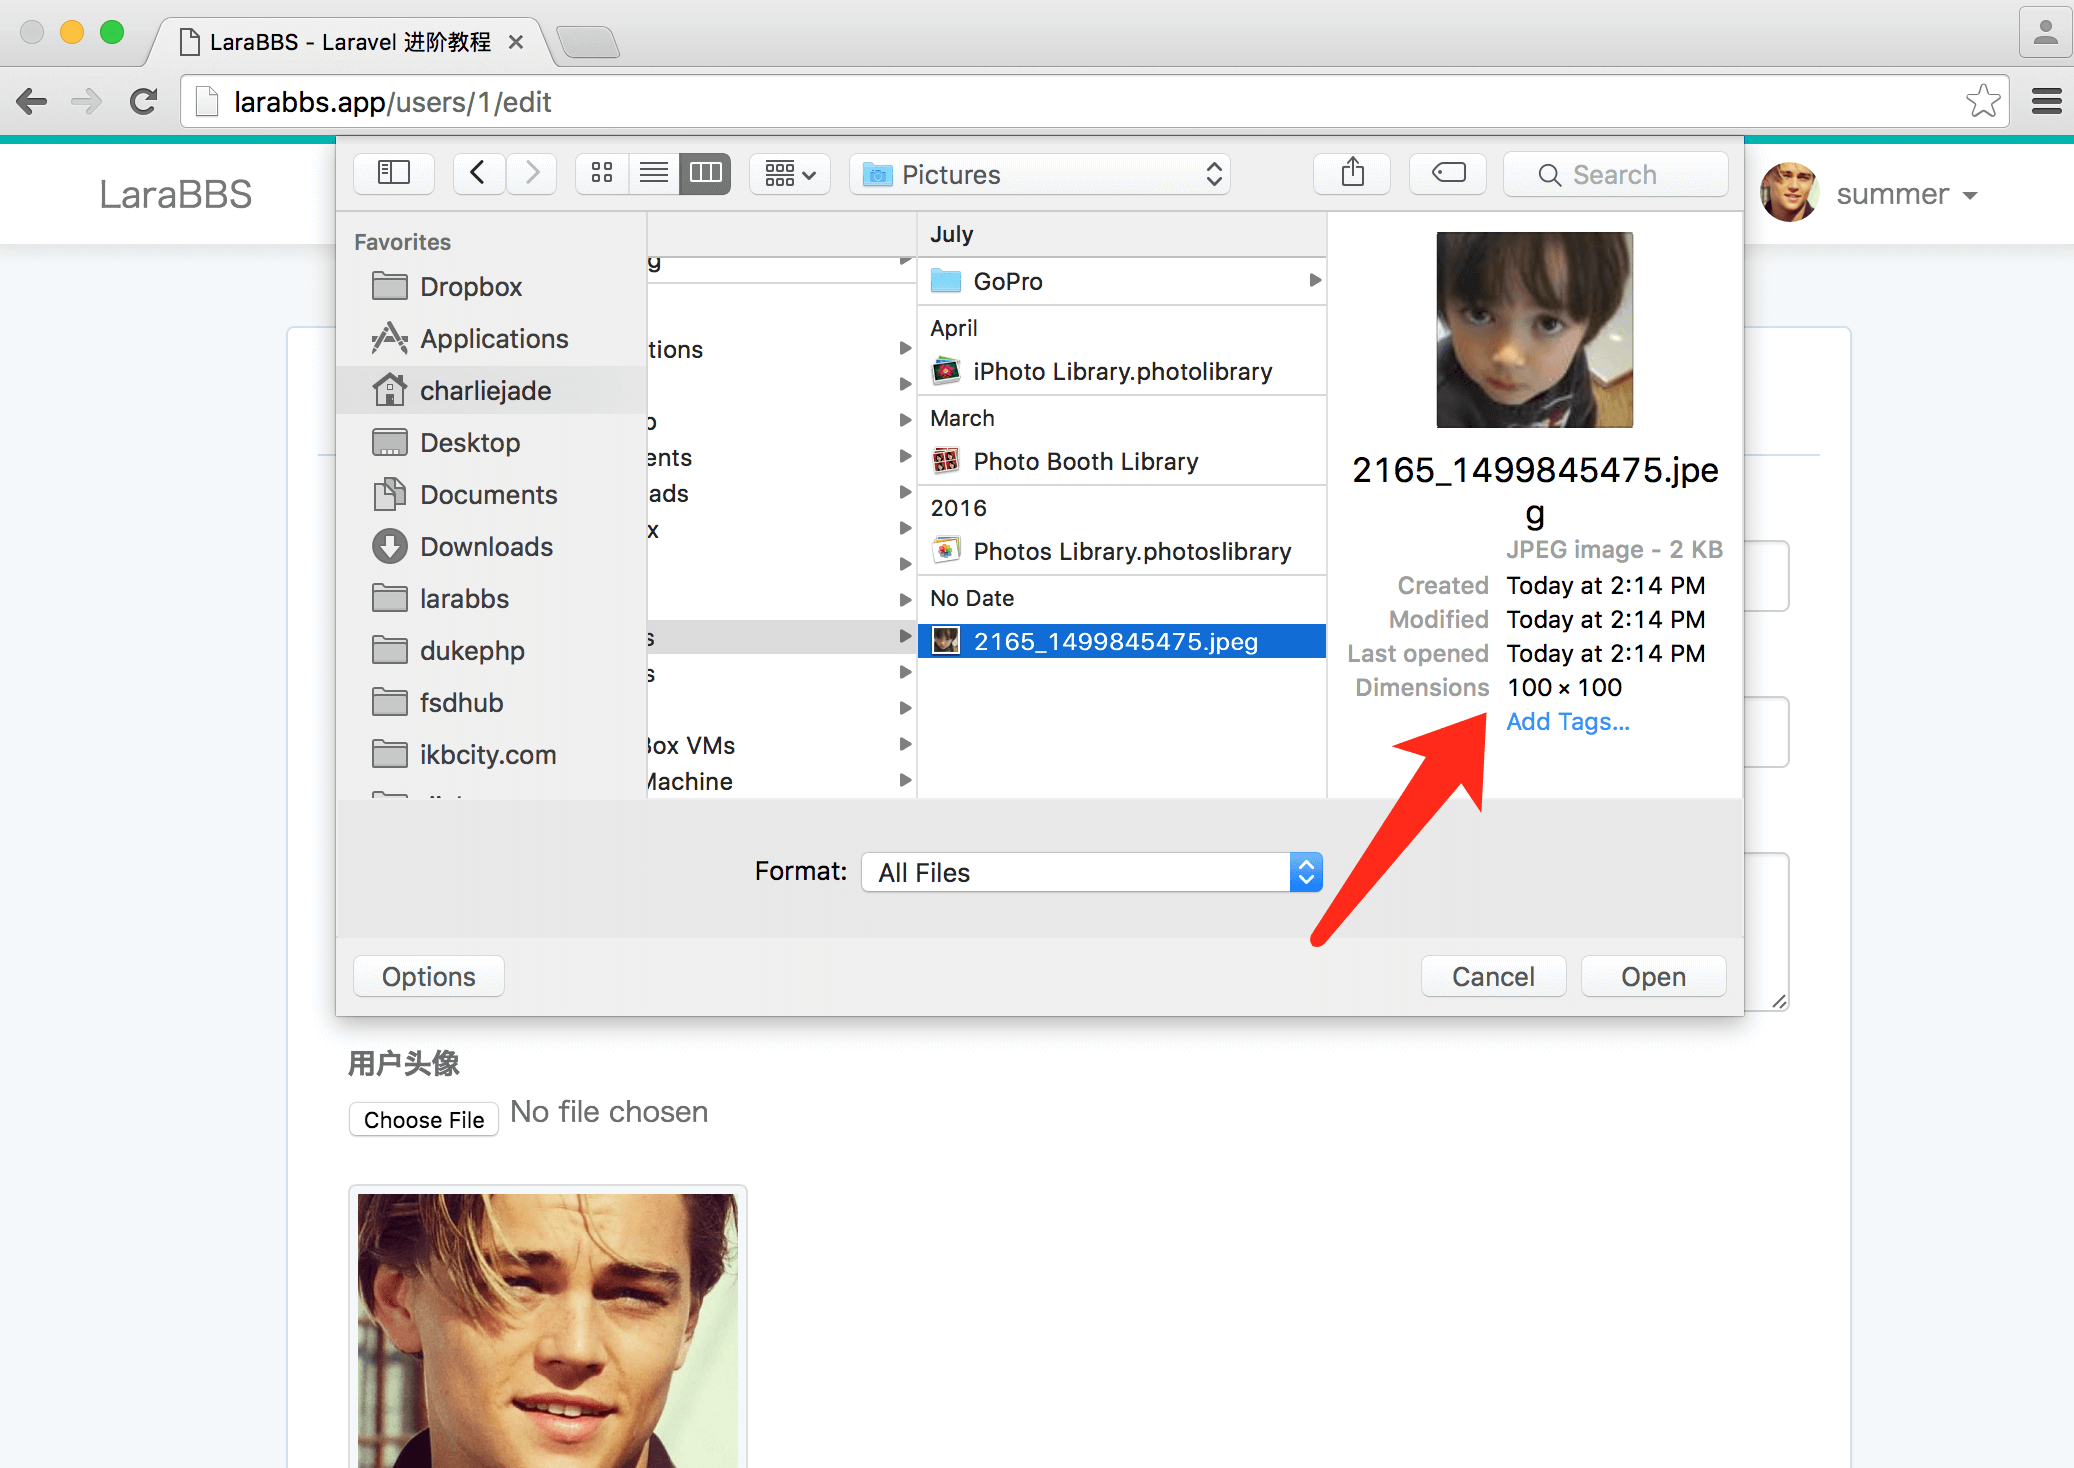 LaraBBS - Laravel 进阶教程
larabbs.app/users/1/edit
LaraBBS
Pictures
Search
summer
Favorites
Dropbox
Applications
charliejade
Desktop
Documents
Downloads
larabbs
dukephp
fsdhub
ikbcity.com
g
tions
p
ents
ads
x
s
s
Box VMs
Machine
July
GoPro
April
iPhoto Library.photolibrary
March
Photo Booth Library
2016
Photos Library.photoslibrary
No Date
2165_1499845475.jpeg
2165_1499845475.jpe
g
JPEG image - 2 KB
Created Today at 2:14 PM
Modified Today at 2:14 PM
Last opened Today at 2:14 PM
Dimensions 100 × 100
Add Tags...
Format: All Files
Options
Cancel
Open
用户头像
Choose File No file chosen